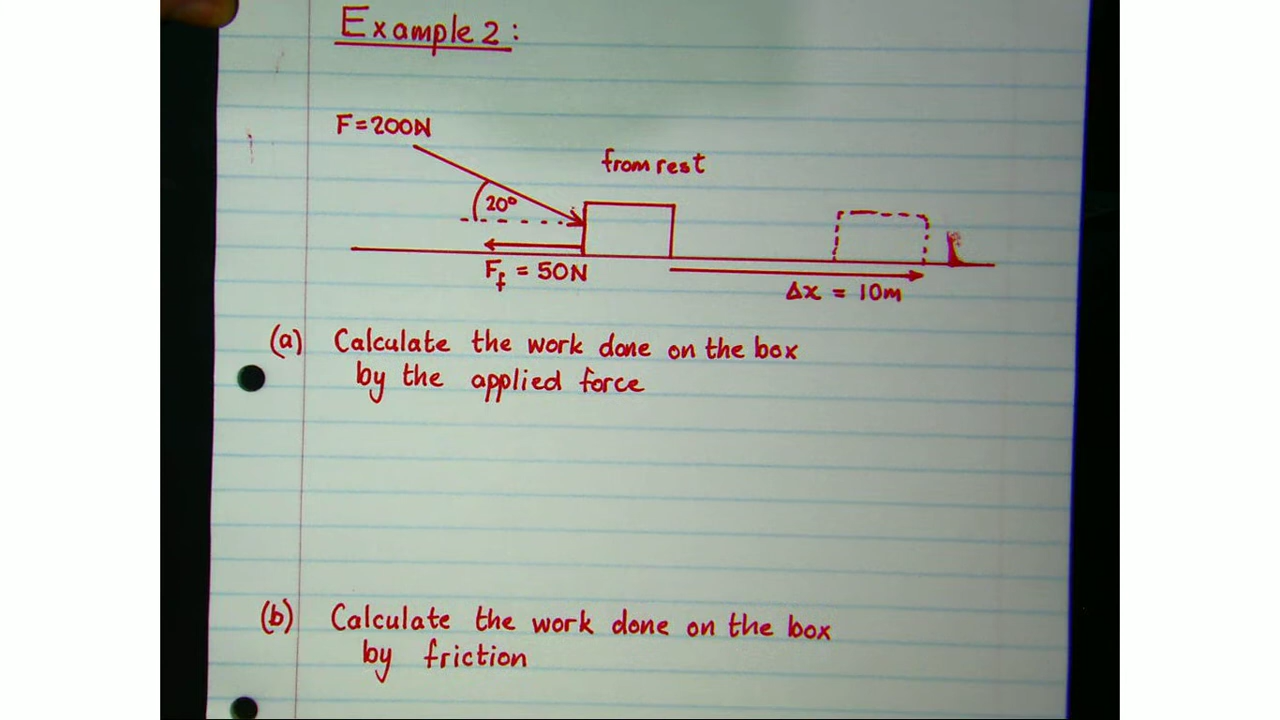 Example 2:
F = 200N
from rest
20°
Ff = 50N
Δx = 10m
(a) Calculate the work done on the box
by the applied force
(b) Calculate the work done on the box
by friction